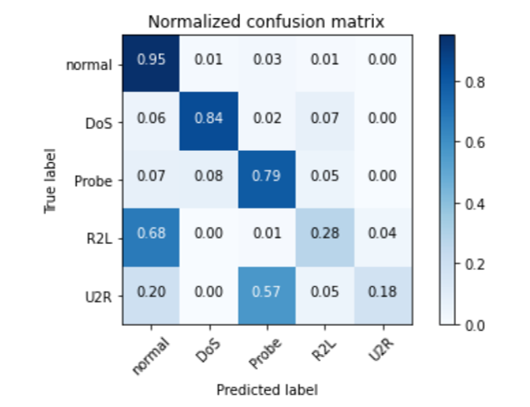 Normalized confusion matrix
True label
normal 0.95 0.01 0.03 0.01 0.00
DoS 0.06 0.84 0.02 0.07 0.00
Probe 0.07 0.08 0.79 0.05 0.00
R2L 0.68 0.00 0.01 0.28 0.04
U2R 0.20 0.00 0.57 0.05 0.18
normal DoS Probe R2L U2R
Predicted label
0.8
0.6
0.4
0.2
0.0